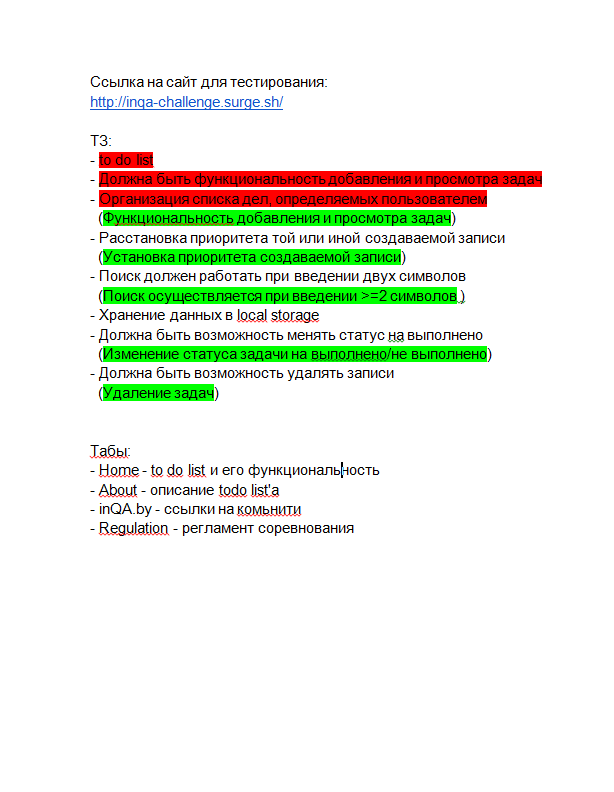 Ссылка на сайт для тестирования:
http://inqa-challenge.surge.sh/
ТЗ:
- to do list
- Должна быть функциональность добавления и просмотра задач
- Организация списка дел, определяемых пользователем
(Функциональность добавления и просмотра задач)
- Расстановка приоритета той или иной создаваемой записи
(Установка приоритета создаваемой записи)
- Поиск должен работать при введении двух символов
(Поиск осуществляется при введении >=2 символов )
- Хранение данных в local storage
- Должна быть возможность менять статус на выполнено
(Изменение статуса задачи на выполнено/не выполнено)
- Должна быть возможность удалять записи
(Удаление задач)
Табы:
- Home - to do list и его функциональность
- About - описание todo list'a
- inQA.by - ссылки на комьнити
- Regulation - регламент соревнования